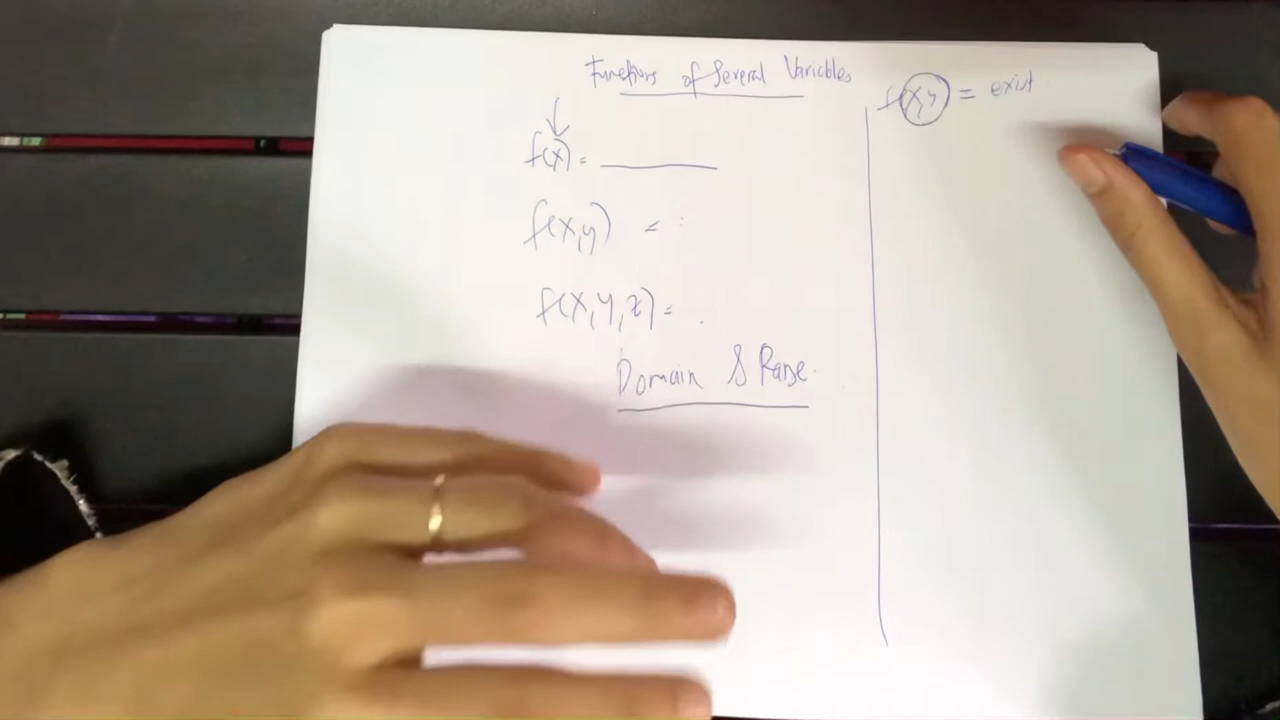 Functions of Several Variables
f(x) =
f(x,y) =
f(x,y,z) = .
Domain & Range.
f(x,y) = exist